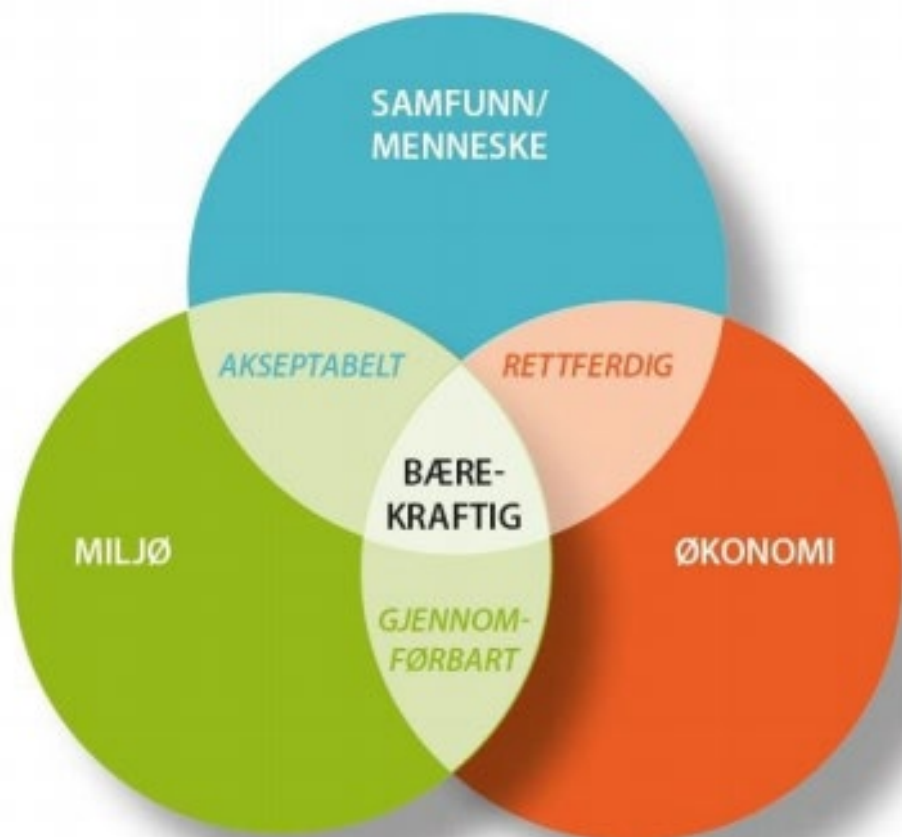 SAMFUNN/
MENNESKE
AKSEPTABELT
RETTFERDIG
BÆRE-
KRAFTIG
MILJØ
ØKONOMI
GJENNOM-
FØRBART